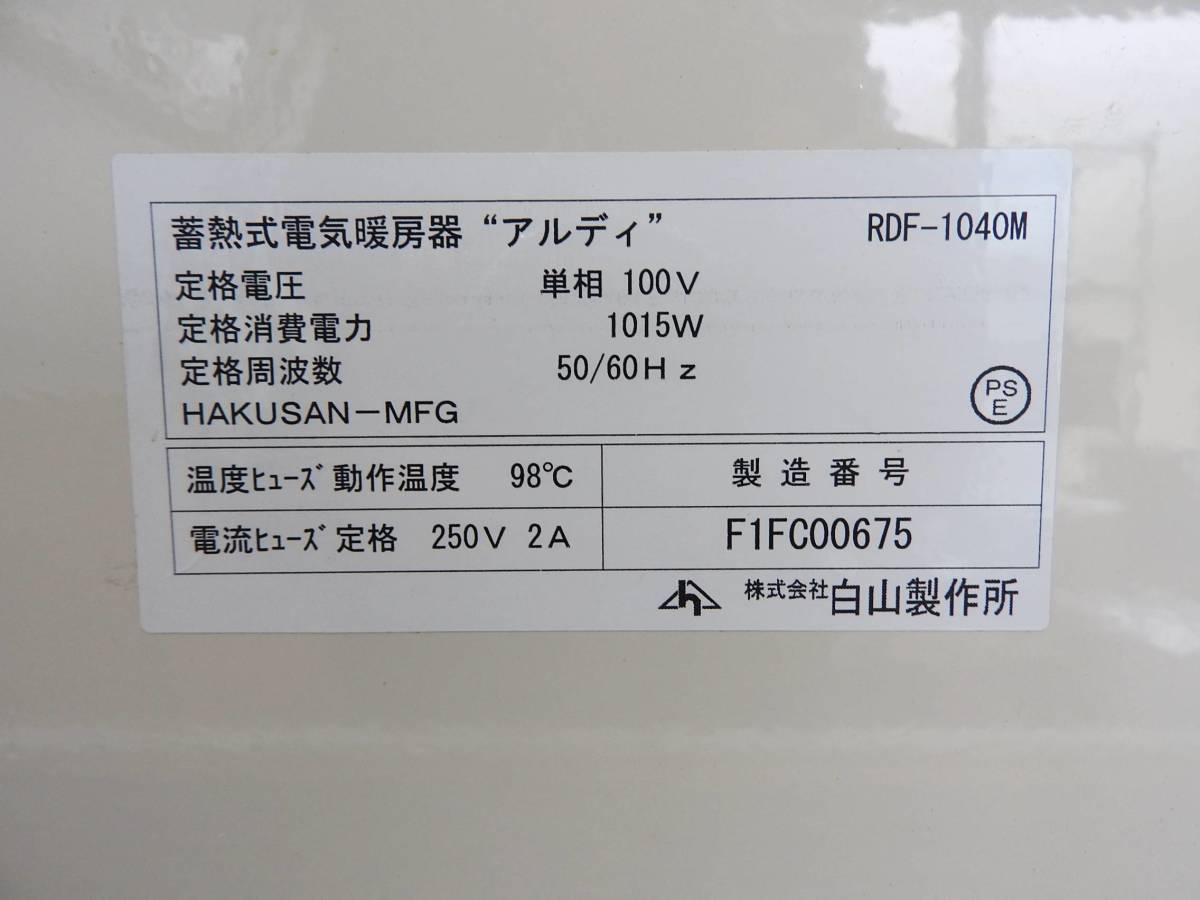 蓄熱式電気暖房器 “アルディ” RDF-1040M
定格電圧 単相 100V
定格消費電力 1015W
定格周波数 50/60Hz
HAKUSAN-MFG
PS
E
温度ﾋｭｰｽﾞ動作温度 98℃
製造番号
電流ﾋｭｰｽﾞ定格 250V 2A
F1FC00675
株式会社白山製作所